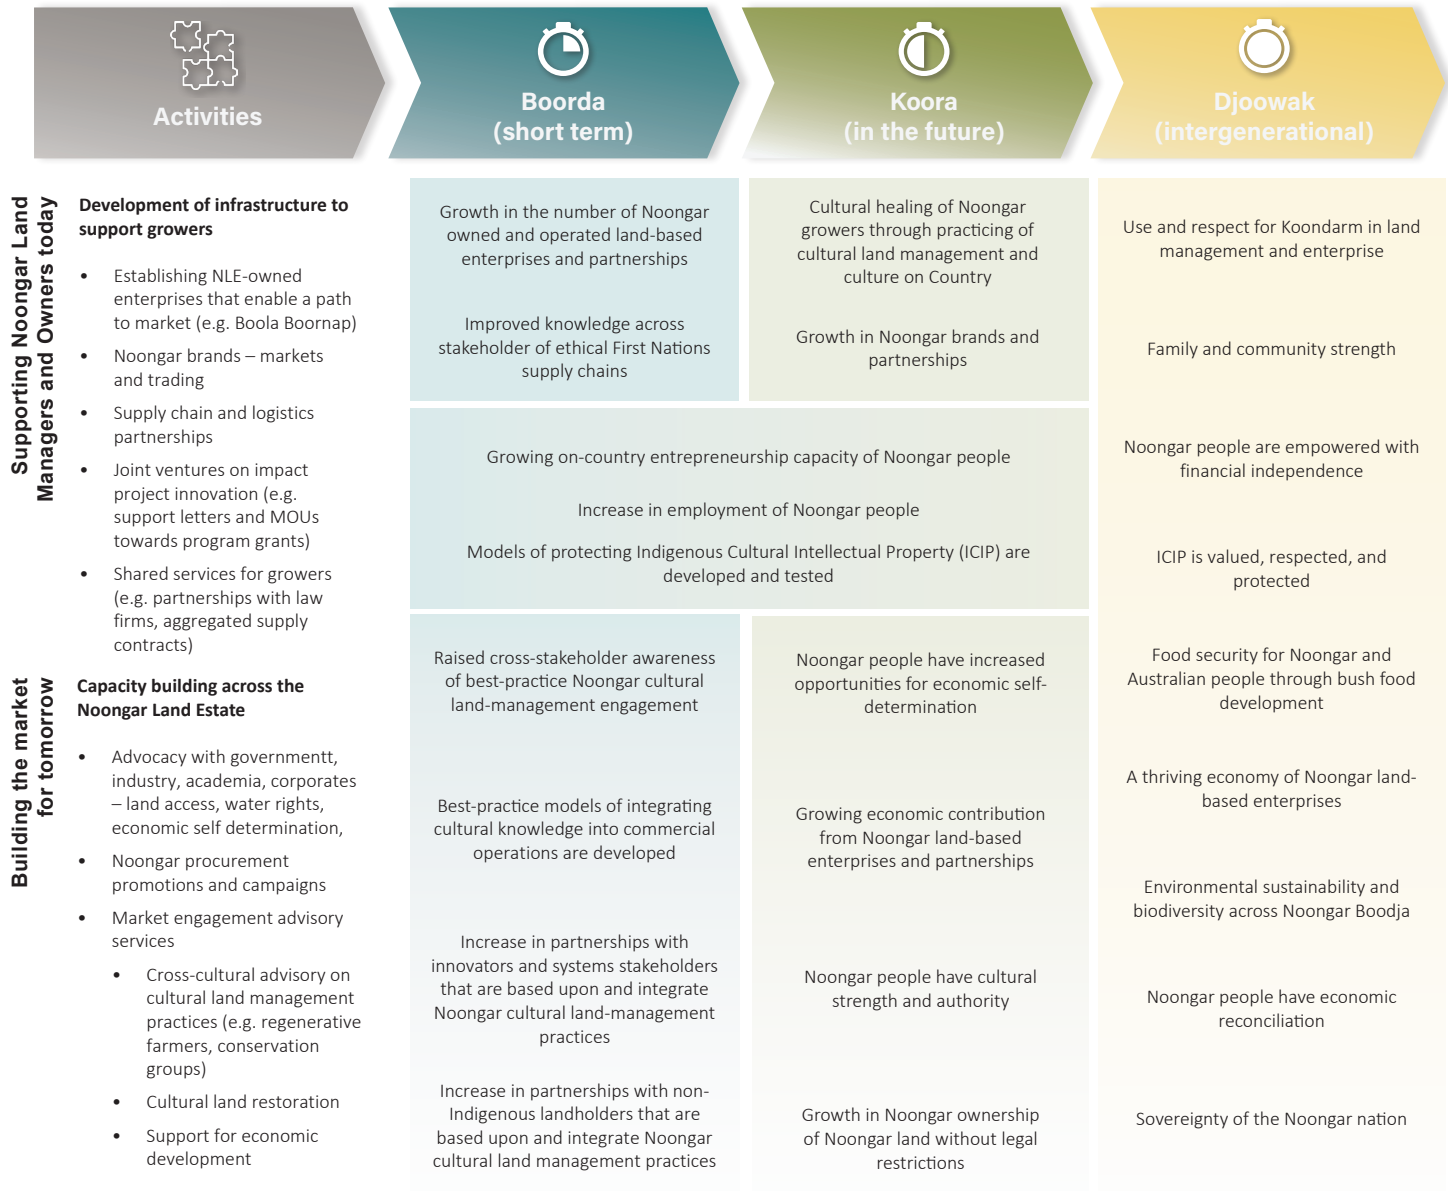 Activities
Boorda
(short term)
Koora
(in the future)
Djoowak
(intergenerational)
Supporting Noongar Land
Managers and Owners today
Development of infrastructure to
support growers
• Establishing NLE-owned
enterprises that enable a path
to market (e.g. Boola Boornap)
• Noongar brands – markets
and trading
• Supply chain and logistics
partnerships
• Joint ventures on impact
project innovation (e.g.
support letters and MOUs
towards program grants)
• Shared services for growers
(e.g. partnerships with law
firms, aggregated supply
contracts)
Building the market
for tomorrow
Capacity building across the
Noongar Land Estate
• Advocacy with governmentt,
industry, academia, corporates
– land access, water rights,
economic self determination,
• Noongar procurement
promotions and campaigns
• Market engagement advisory
services
• Cross-cultural advisory on
cultural land management
practices (e.g. regenerative
farmers, conservation
groups)
• Cultural land restoration
• Support for economic
development
Growth in the number of Noongar
owned and operated land-based
enterprises and partnerships
Improved knowledge across
stakeholder of ethical First Nations
supply chains
Cultural healing of Noongar
growers through practicing of
cultural land management and
culture on Country
Growth in Noongar brands and
partnerships
Growing on-country entrepreneurship capacity of Noongar people
Increase in employment of Noongar people
Models of protecting Indigenous Cultural Intellectual Property (ICIP) are
developed and tested
Raised cross-stakeholder awareness
of best-practice Noongar cultural
land-management engagement
Best-practice models of integrating
cultural knowledge into commercial
operations are developed
Increase in partnerships with
innovators and systems stakeholders
that are based upon and integrate
Noongar cultural land-management
practices
Increase in partnerships with non-
Indigenous landholders that are
based upon and integrate Noongar
cultural land management practices
Noongar people have increased
opportunities for economic self-
determination
Growing economic contribution
from Noongar land-based
enterprises and partnerships
Noongar people have cultural
strength and authority
Growth in Noongar ownership
of Noongar land without legal
restrictions
Use and respect for Koondarm in land
management and enterprise
Family and community strength
Noongar people are empowered with
financial independence
ICIP is valued, respected, and
protected
Food security for Noongar and
Australian people through bush food
development
A thriving economy of Noongar land-
based enterprises
Environmental sustainability and
biodiversity across Noongar Boodja
Noongar people have economic
reconciliation
Sovereignty of the Noongar nation